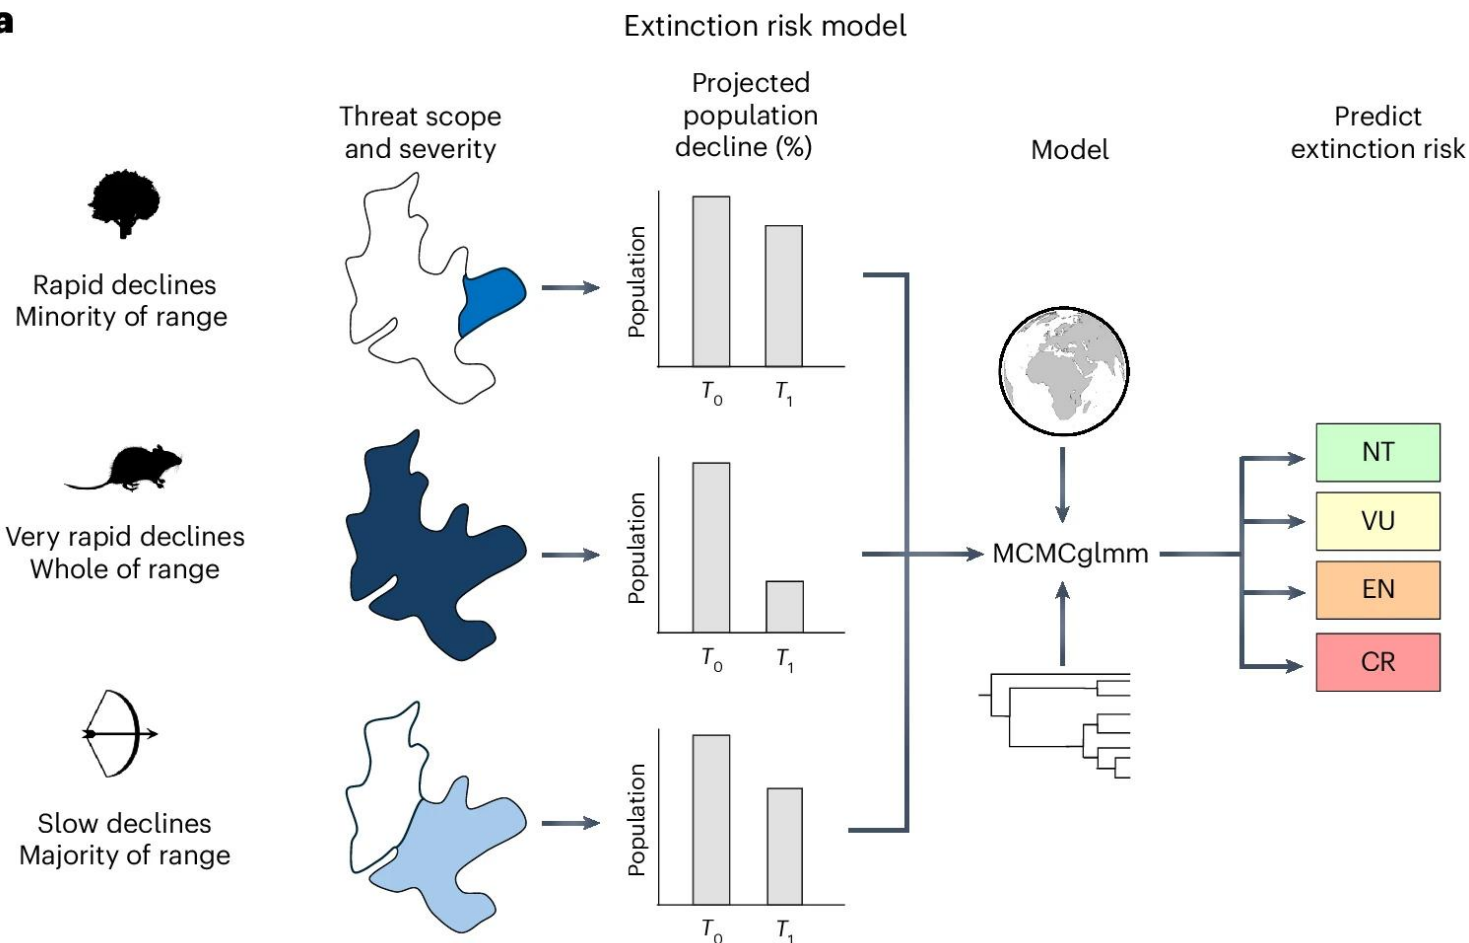 a
Extinction risk model
Threat scope
and severity
Projected
population
decline (%)
Model
Predict
extinction risk
Rapid declines
Minority of range
Population
T0
T1
Very rapid declines
Whole of range
Population
T0
T1
MCMCglmm
NT
VU
EN
CR
Slow declines
Majority of range
Population
T0
T1